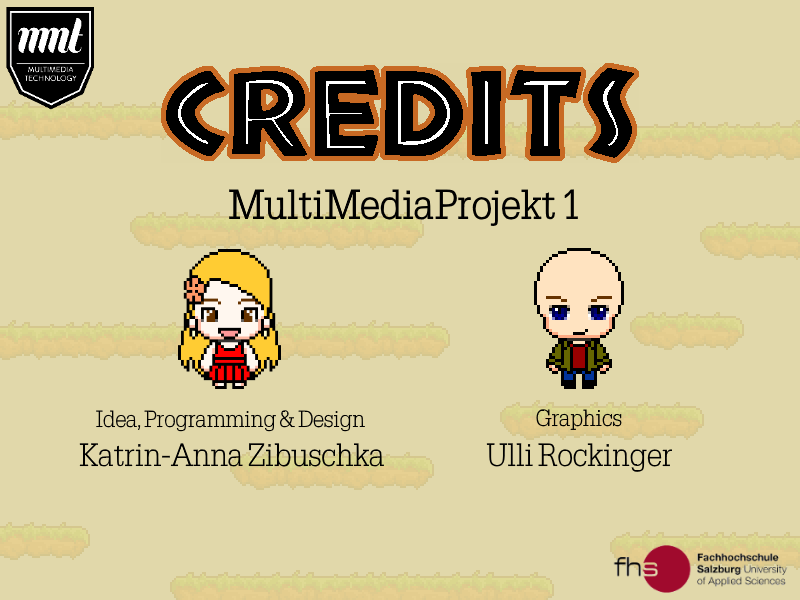 mmt
MULTIMEDIA
TECHNOLOGY
CREDITS
MultiMediaProjekt 1
Idea, Programming & Design
Katrin-Anna Zibuschka
Graphics
Ulli Rockinger
fhs
Fachhochschule
Salzburg University
of Applied Sciences